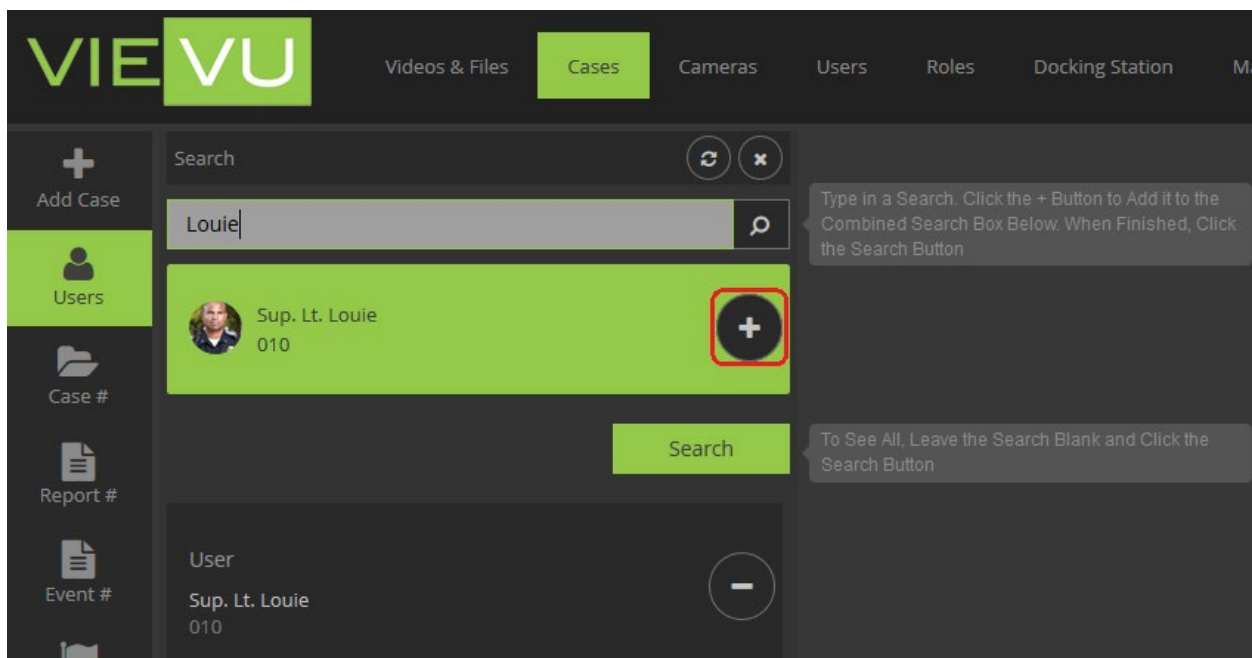 VIEVU
Videos & Files Cases Cameras Users Roles Docking Station
Add Case
Users
Case #
Report #
Event #
Search
Louie
Sup. Lt. Louie
010
Search
User
Sup. Lt. Louie
010
Type in a Search. Click the + Button to Add it to the
Combined Search Box Below. When Finished, Click
the Search Button
To See All, Leave the Search Blank and Click the
Search Button